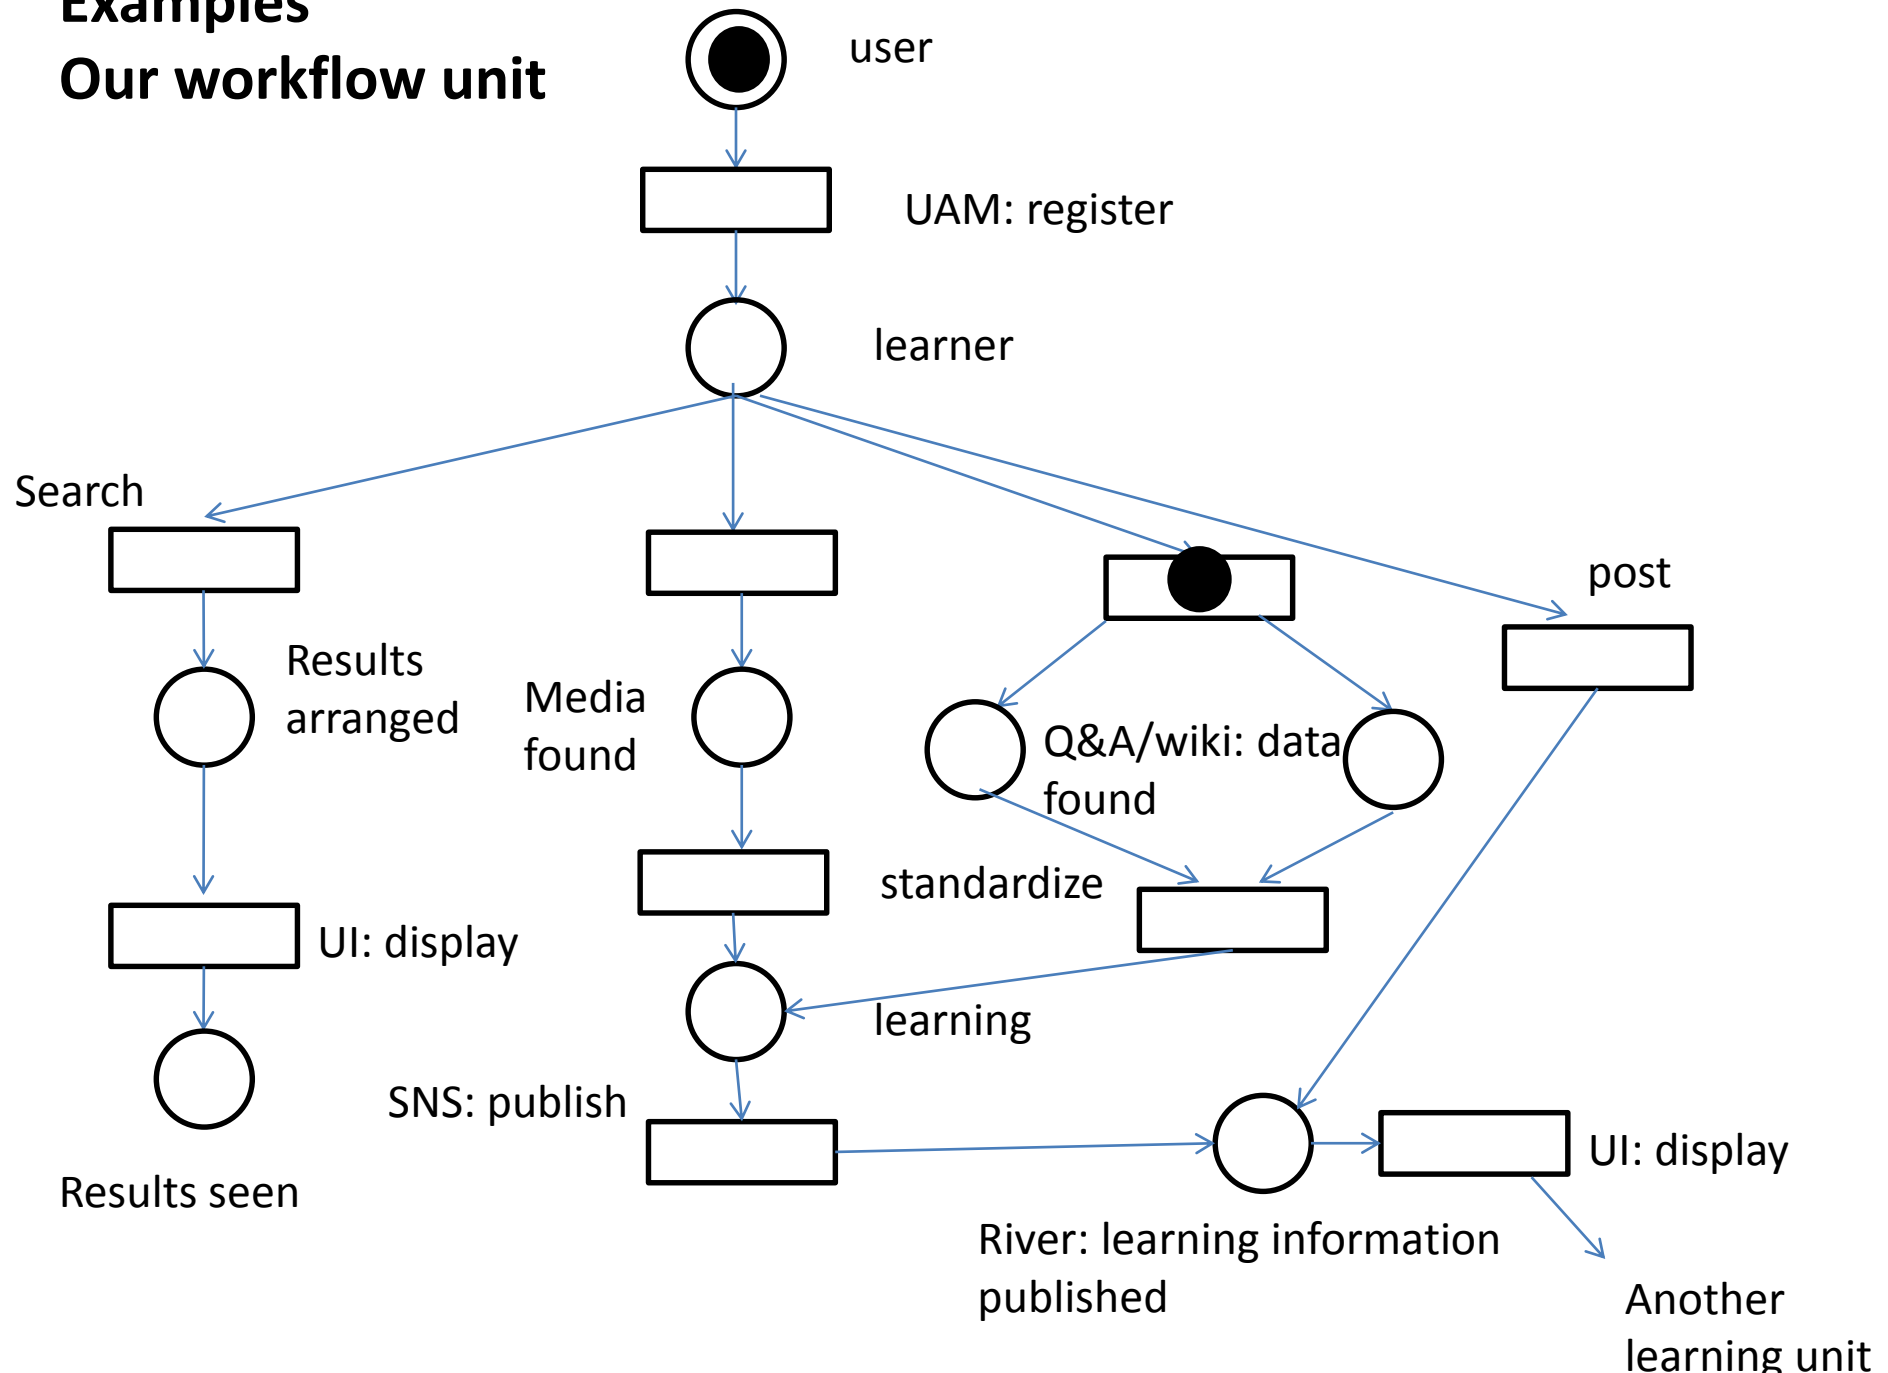 Examples
Our workflow unit
user
UAM: register
learner
Search
post
Results
arranged
Media
found
Q&A/wiki: data
found
standardize
UI: display
learning
SNS: publish
UI: display
Results seen
River: learning information
published
Another
learning unit